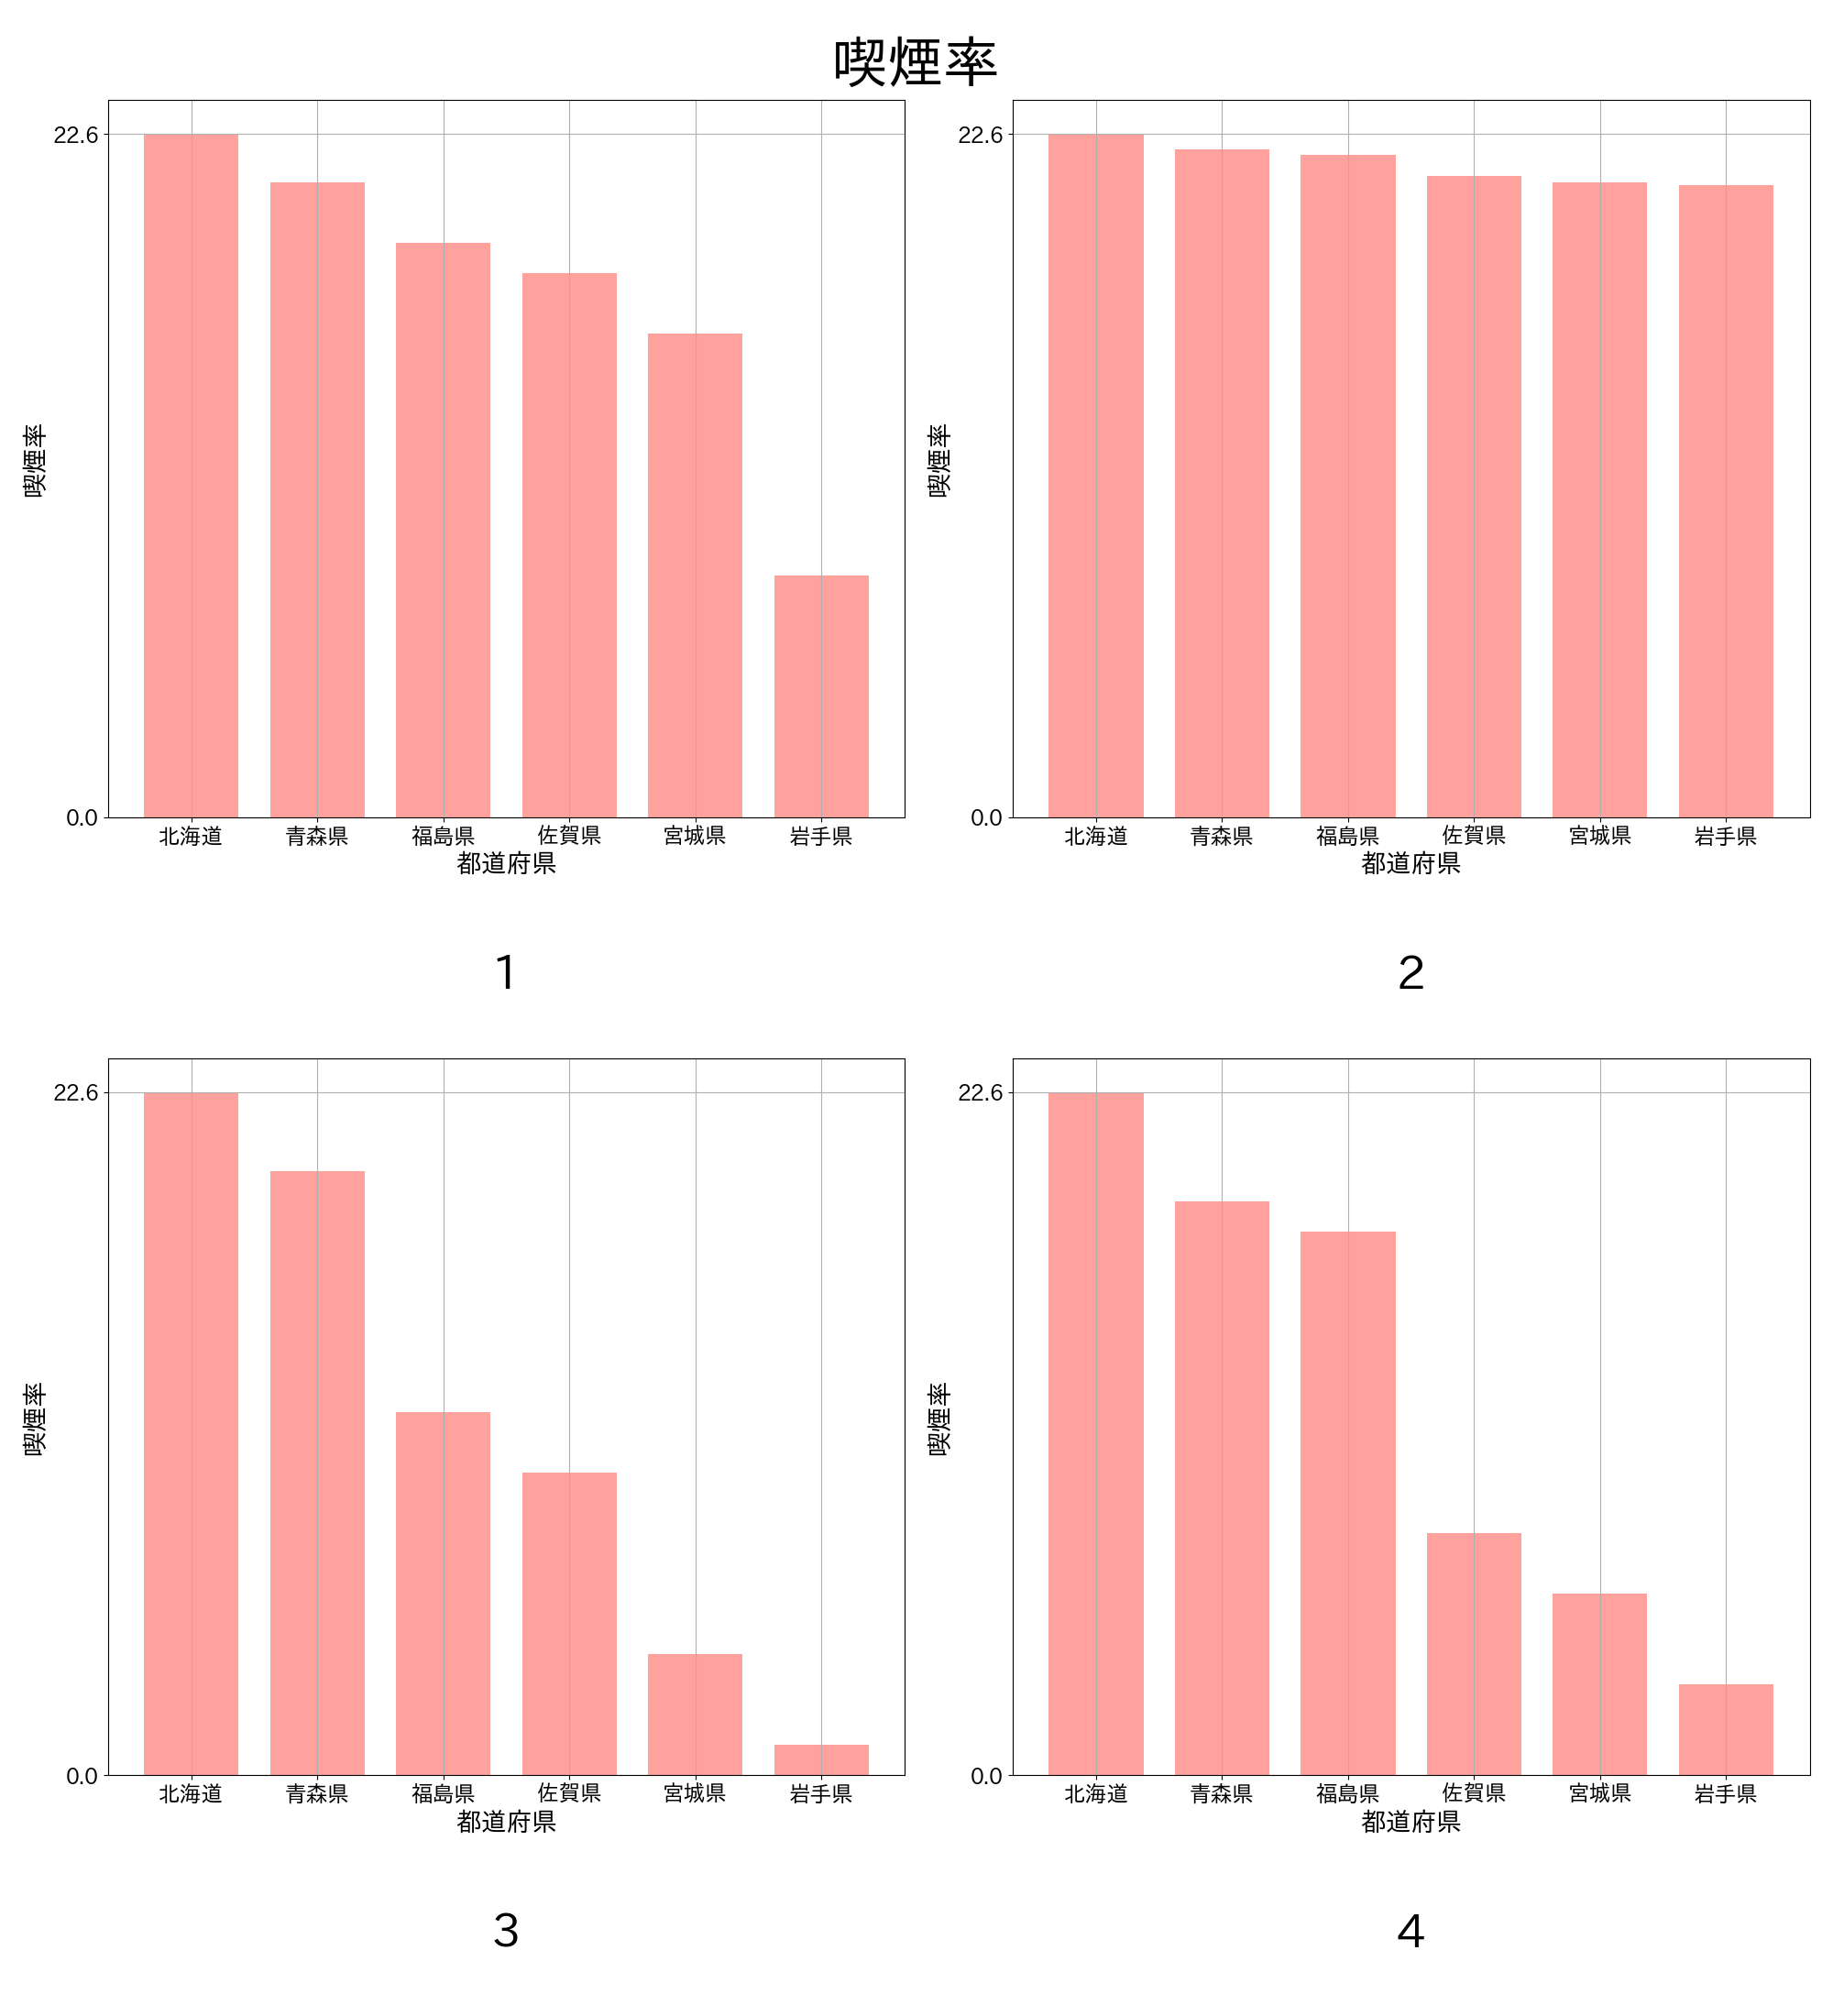 喫煙率
22.6
喫煙率
0.0
北海道 青森県 福島県 佐賀県 宮城県 岩手県
都道府県
1
22.6
喫煙率
0.0
北海道 青森県 福島県 佐賀県 宮城県 岩手県
都道府県
2
22.6
喫煙率
0.0
北海道 青森県 福島県 佐賀県 宮城県 岩手県
都道府県
3
22.6
喫煙率
0.0
北海道 青森県 福島県 佐賀県 宮城県 岩手県
都道府県
4